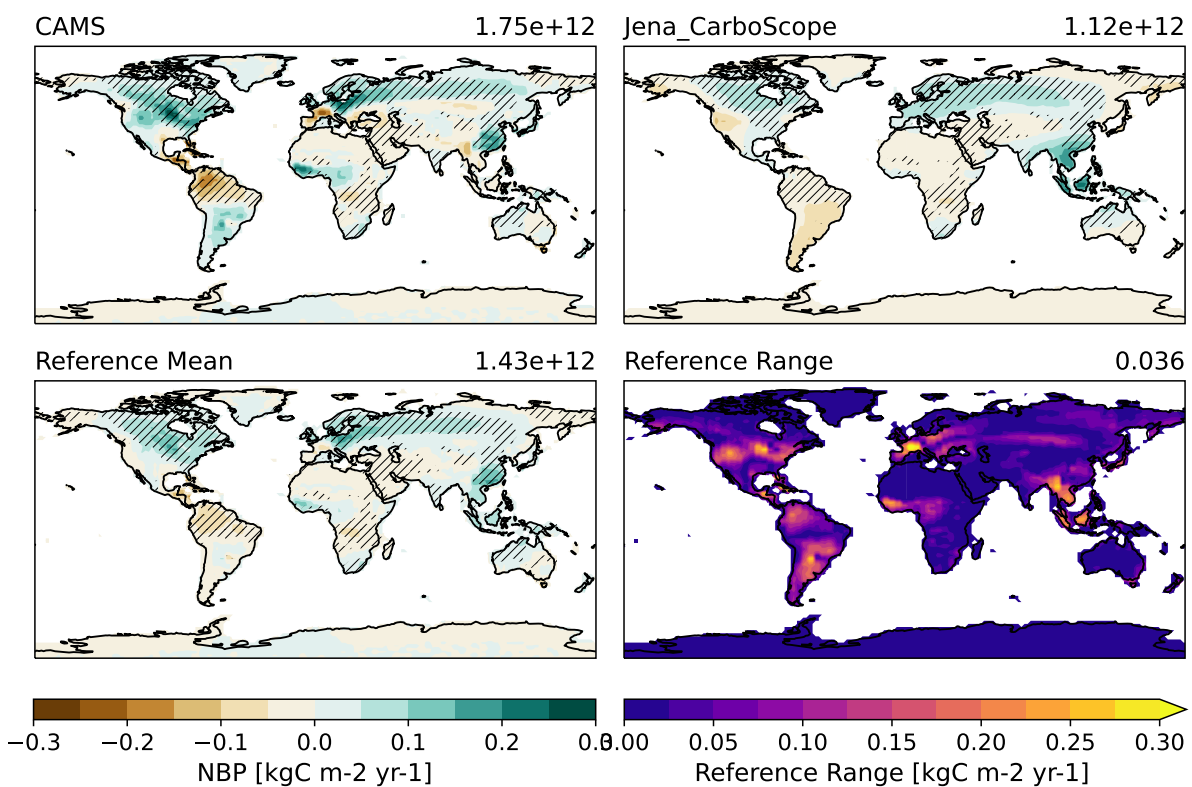 CAMS 1.75e+12
Jena_CarboScope 1.12e+12
Reference Mean 1.43e+12
Reference Range 0.036
−0.3 −0.2 −0.1 0.0 0.1 0.2 0.3
NBP [kgC m-2 yr-1]
0.00 0.05 0.10 0.15 0.20 0.25 0.30
Reference Range [kgC m-2 yr-1]